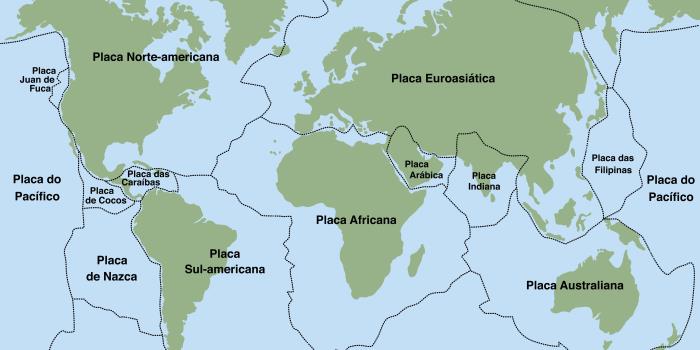 Placa Norte-americana
Placa
Juan de
Fuca
Placa Euroasiática
Placa do
Pacífico
Placa das
Caraíbas
Placa
de Cocos
Placa
Arábica
Placa
Indiana
Placa das
Filipinas
Placa do
Pacífico
Placa Africana
Placa
de Nazca
Placa
Sul-americana
Placa Australiana